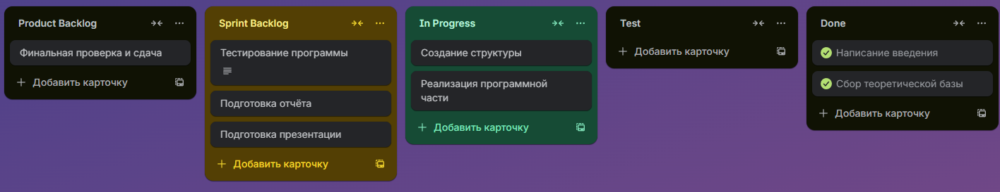 Product Backlog
Финальная проверка и сдача
Добавить карточку
Sprint Backlog
Тестирование программы
Подготовка отчёта
Подготовка презентации
Добавить карточку
In Progress
Создание структуры
Реализация программной
части
Добавить карточку
Test
Добавить карточку
Done
Написание введения
Сбор теоретической базы
Добавить карточку